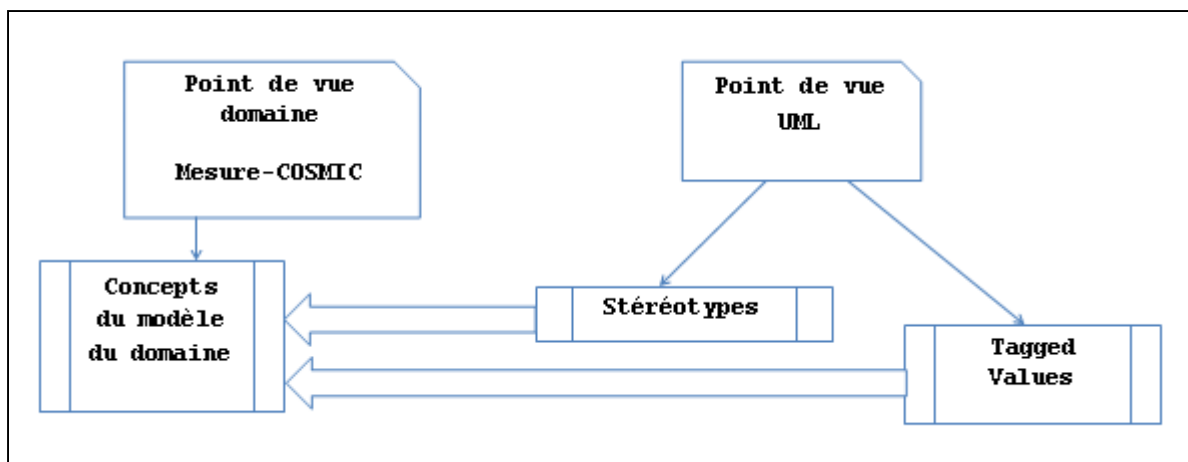 Point de vue
domaine
Mesure-COSMIC
Point de vue
UML
Concepts
du modèle
du domaine
Stéréotypes
Tagged
Values